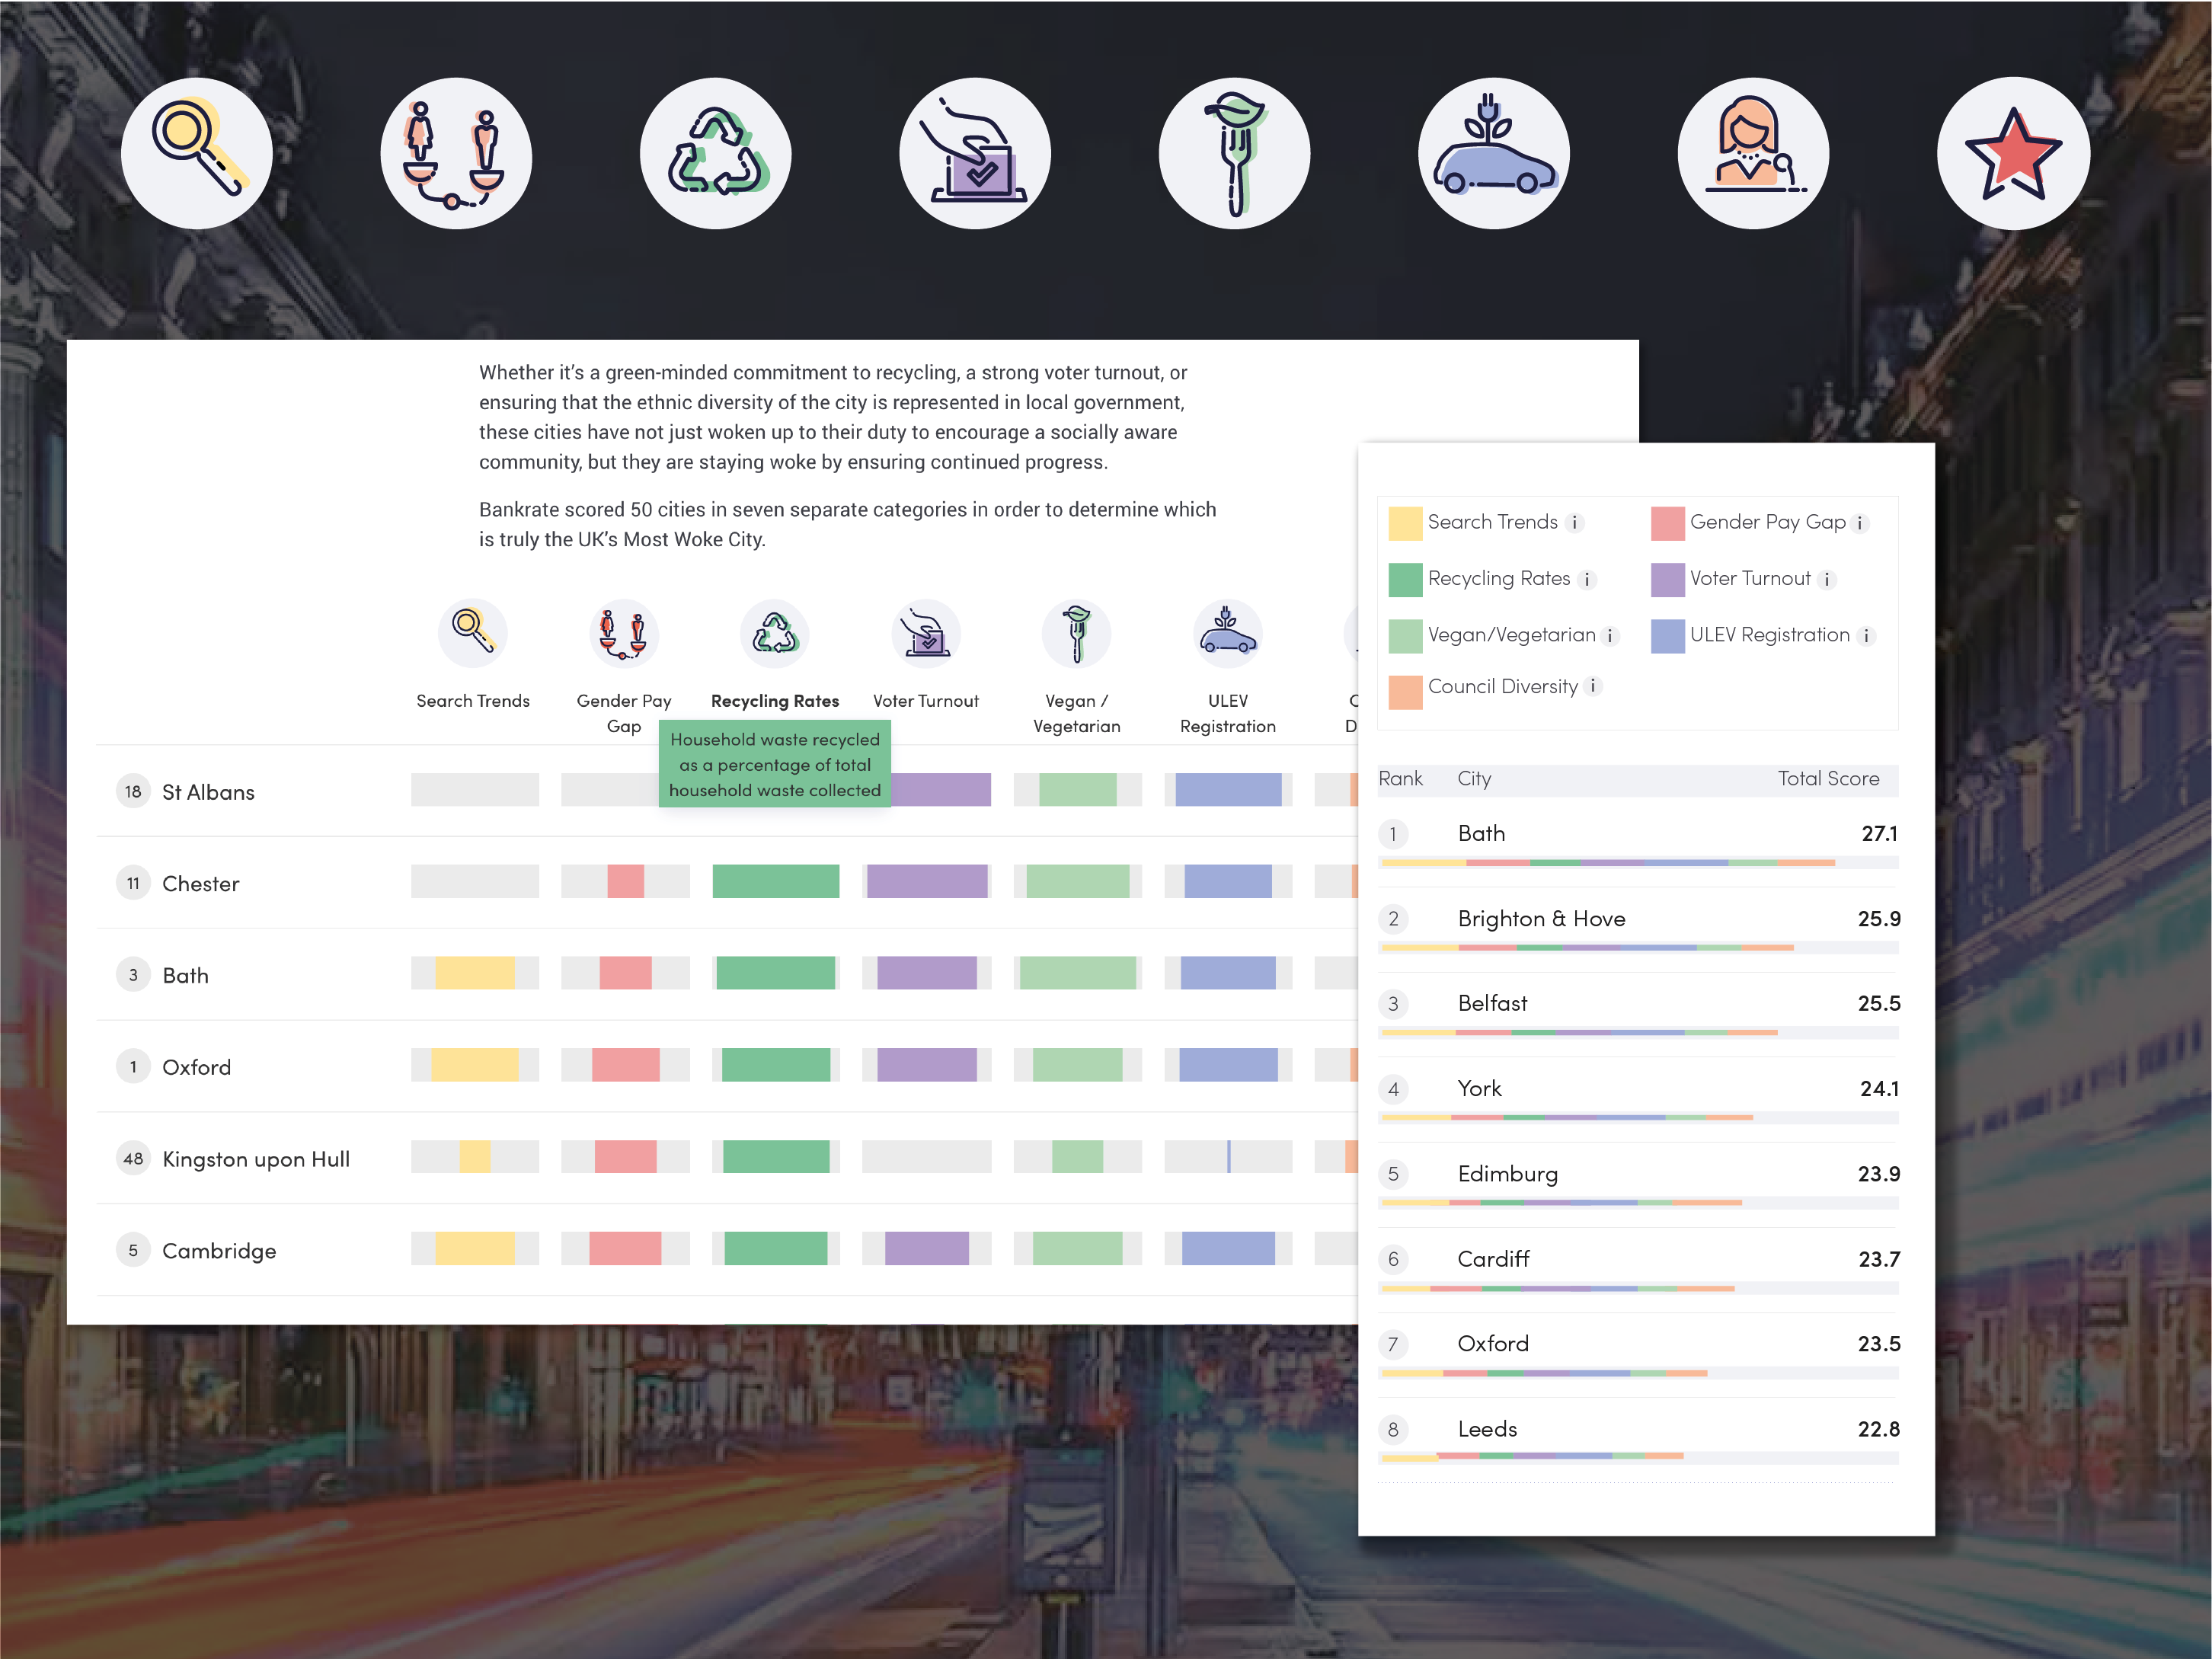 Whether it's a green-minded commitment to recycling, a strong voter turnout, or
ensuring that the ethnic diversity of the city is represented in local government,
these cities have not just woken up to their duty to encourage a socially aware
community, but they are staying woke by ensuring continued progress.
Bankrate scored 50 cities in seven separate categories in order to determine which
is truly the UK's Most Woke City.
Search Trends
Gender Pay
Gap
Recycling Rates
Voter Turnout
Vegan /
Vegetarian
ULEV
Registration
Household waste recycled
as a percentage of total
household waste collected
18 St Albans
11 Chester
3 Bath
1 Oxford
48 Kingston upon Hull
5 Cambridge
Search Trends i
Gender Pay Gap i
Recycling Rates i
Voter Turnout i
Vegan/Vegetarian i
ULEV Registration i
Council Diversity i
Rank City Total Score
1 Bath 27.1
2 Brighton & Hove 25.9
3 Belfast 25.5
4 York 24.1
5 Edimburg 23.9
6 Cardiff 23.7
7 Oxford 23.5
8 Leeds 22.8